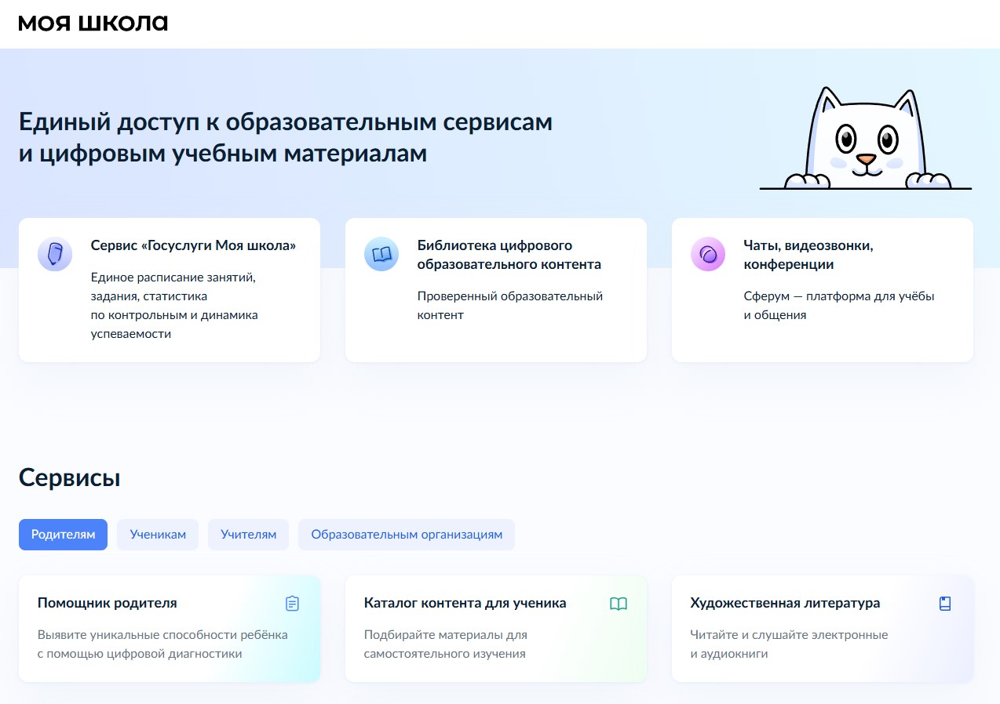 моя школа
Единый доступ к образовательным сервисам
и цифровым учебным материалам
Сервис «Госуслуги Моя школа»
Единое расписание занятий,
задания, статистика
по контрольным и динамика
успеваемости
Библиотека цифрового
образовательного контента
Проверенный образовательный
контент
Чаты, видеозвонки,
конференции
Сферум — платформа для учёбы
и общения
Сервисы
Родителям
Ученикам
Учителям
Образовательным организациям
Помощник родителя
Выявите уникальные способности ребёнка
с помощью цифровой диагностики
Каталог контента для ученика
Подбирайте материалы для
самостоятельного изучения
Художественная литература
Читайте и слушайте электронные
и аудиокниги